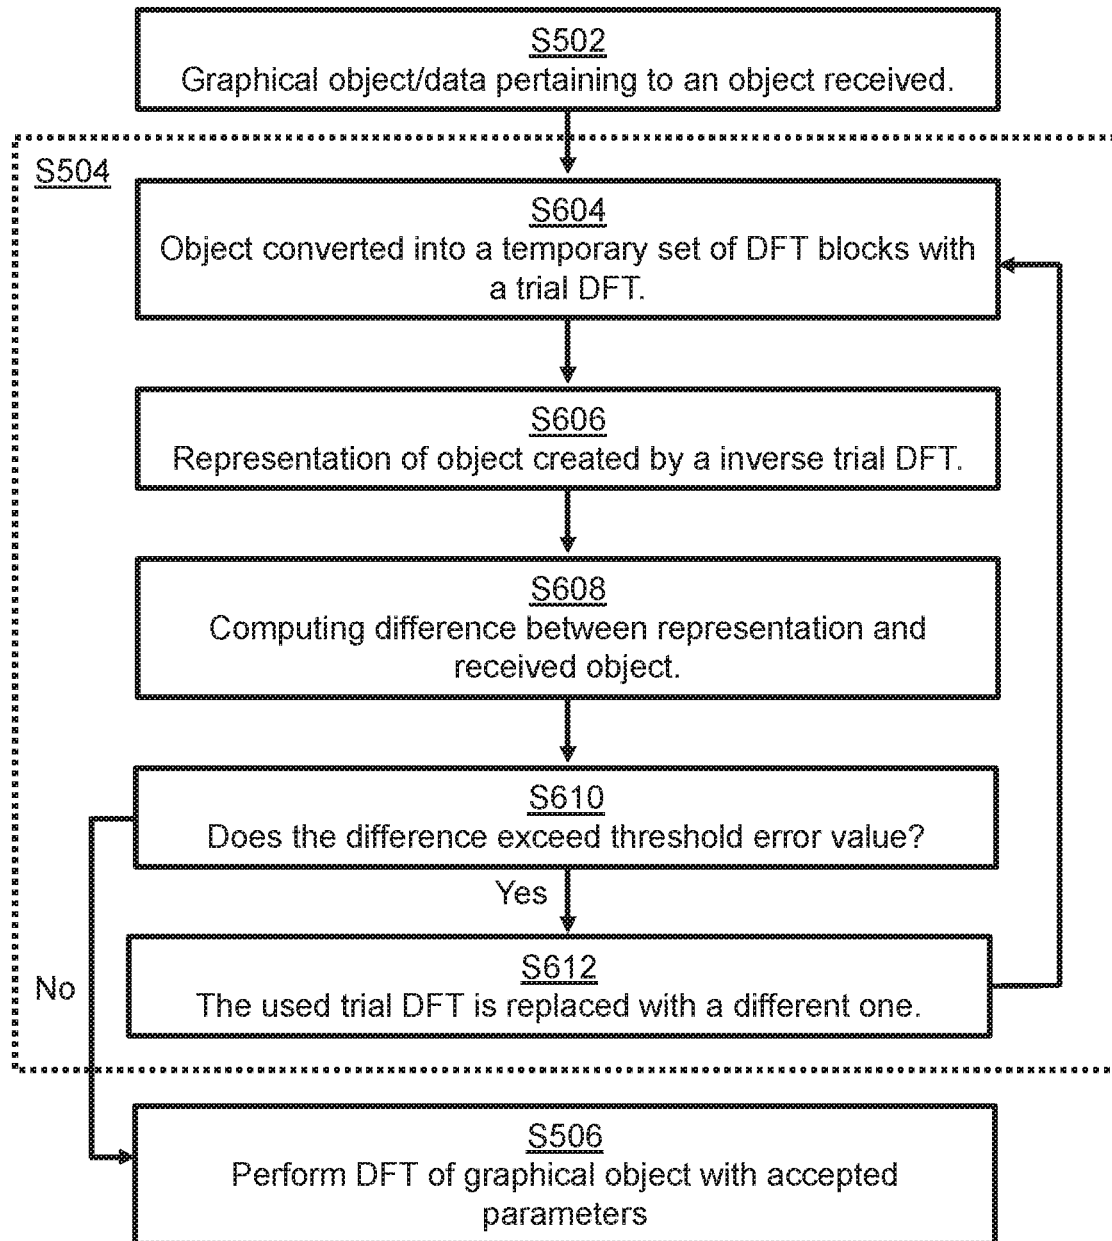 S502
Graphical object/data pertaining to an object received.
S504
S604
Object converted into a temporary set of DFT blocks with
a trial DFT.
S606
Representation of object created by a inverse trial DFT.
S608
Computing difference between representation and
received object.
S610
Does the difference exceed threshold error value?
Yes
S612
The used trial DFT is replaced with a different one.
No
S506
Perform DFT of graphical object with accepted
parameters